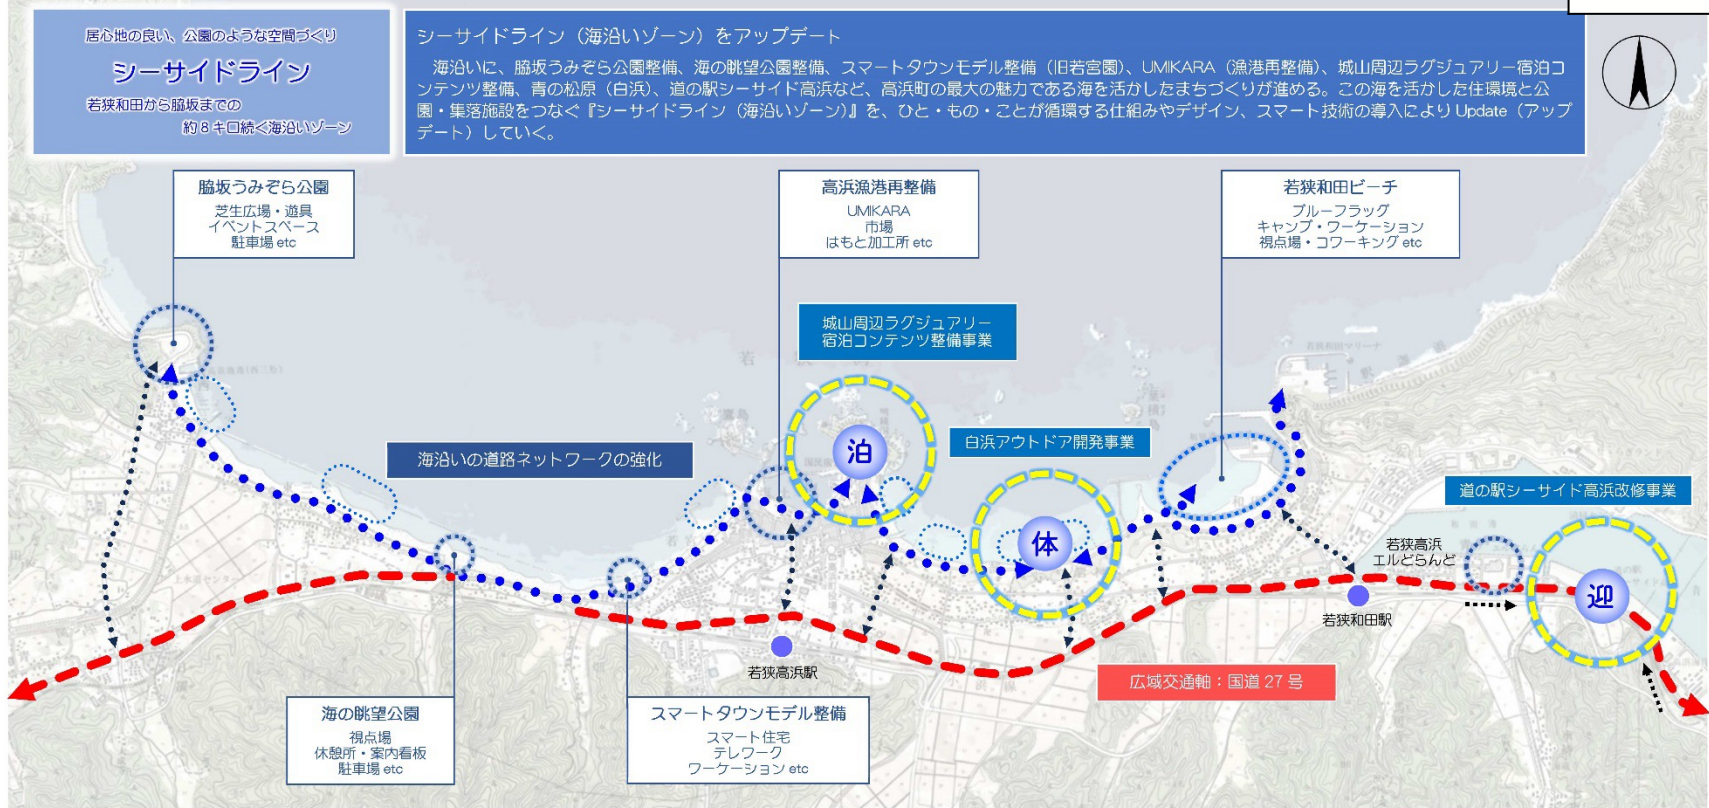 居心地の良い、公園のような空間づくり
シーサイドライン
若狭和田から脇坂までの
約８キロ続く海沿いゾーン
シーサイドライン（海沿いゾーン）をアップデート
海沿いに、脇坂うみぞら公園整備、海の眺望公園整備、スマートタウンモデル整備（旧若宮園）、UMIKARA（漁港再整備）、城山周辺ラグジュアリー宿泊コ
ンテンツ整備、青の松原（白浜）、道の駅シーサイド高浜など、高浜町の最大の魅力である海を活かしたまちづくりが進める。この海を活かした住環境と公
園・集落施設をつなぐ『シーサイドライン（海沿いゾーン）』を、ひと・もの・ことが循環する仕組みやデザイン、スマート技術の導入により Update（アップ
デート）していく。
脇坂うみぞら公園
芝生広場・遊具
イベントスペース
駐車場 etc
高浜漁港再整備
UMIKARA
市場
はもと加工所 etc
若狭和田ビーチ
ブルーフラッグ
キャンプ・ワーケーション
視点場・コワーキング etc
城山周辺ラグジュアリー
宿泊コンテンツ整備事業
若狭和田マリーナ
海沿いの道路ネットワークの強化
泊
白浜アウトドア開発事業
道の駅シーサイド高浜改修事業
体
若狭高浜
エルどらんど
迎
若狭和田駅
若狭高浜駅
広域交通軸：国道 27 号
海の眺望公園
視点場
休憩所・案内看板
駐車場 etc
スマートタウンモデル整備
スマート住宅
テレワーク
ワーケーション etc